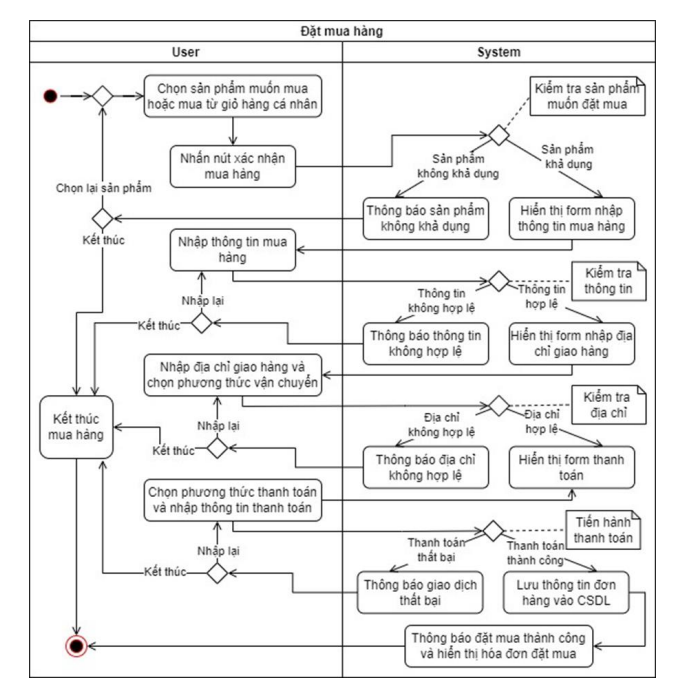 Đặt mua hàng
User
System
Chọn sản phẩm muốn mua
hoặc mua từ giỏ hàng cá nhân
Kiểm tra sản phẩm
muốn đặt mua
Nhấn nút xác nhận
mua hàng
Sản phẩm
không khả dụng
Sản phẩm
khả dụng
Chọn lại sản phẩm
Thông báo sản phẩm
không khả dụng
Hiển thị form nhập
thông tin mua hàng
Kết thúc
Nhập thông tin mua
hàng
Kiểm tra
thông tin
Nhập lại
Thông tin
không hợp lệ
Thông tin
hợp lệ
Kết thúc
Thông báo thông tin
không hợp lệ
Hiển thị form nhập địa
chỉ giao hàng
Nhập địa chỉ giao hàng và
chọn phương thức vận chuyển
Kiểm tra
địa chỉ
Kết thúc
mua hàng
Nhập lại
Địa chỉ
không hợp lệ
Địa chỉ
hợp lệ
Kết thúc
Thông báo địa chỉ
không hợp lệ
Hiển thị form thanh
toán
Chọn phương thức thanh toán
và nhập thông tin thanh toán
Tiến hành
thanh toán
Nhập lại
Thanh toán
thất bại
Thanh toán
thành công
Kết thúc
Thông báo giao dịch
thất bại
Lưu thông tin đơn
hàng vào CSDL
Thông báo đặt mua thành công
và hiển thị hóa đơn đặt mua